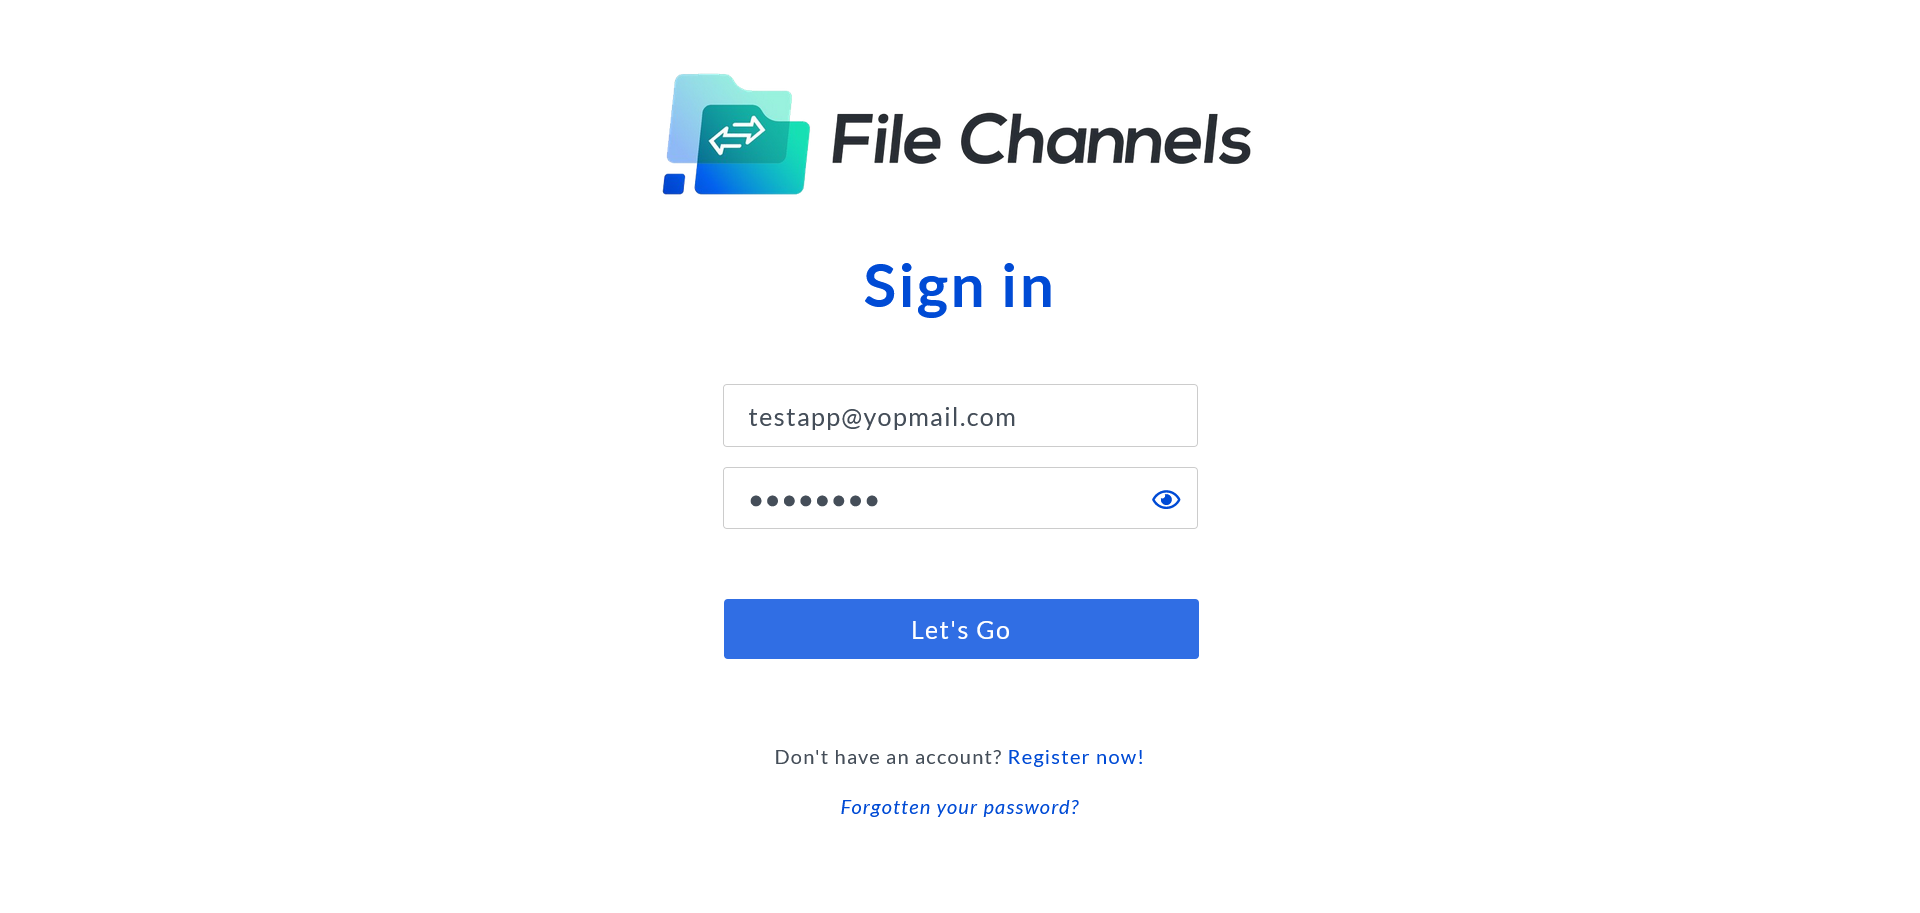 File Channels
Sign in
testapp@yopmail.com
••••••••
Let's Go
Don't have an account? Register now!
Forgotten your password?